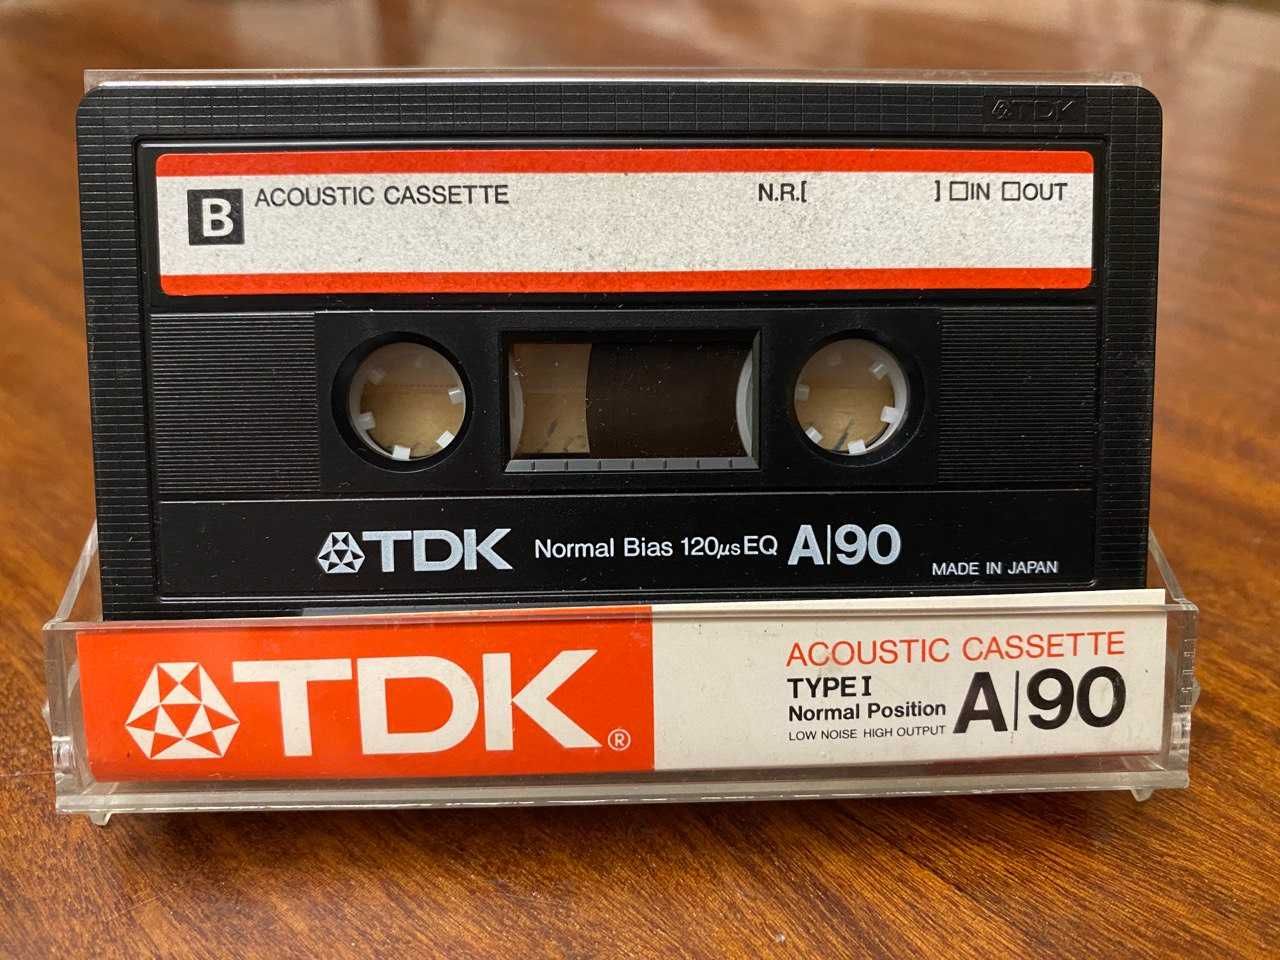 TDK
B ACOUSTIC CASSETTE N.R.[ ] □IN □OUT
TDK Normal Bias 120μs EQ A|90
MADE IN JAPAN
TDK® ACOUSTIC CASSETTE
TYPE I
Normal Position A|90
LOW NOISE HIGH OUTPUT